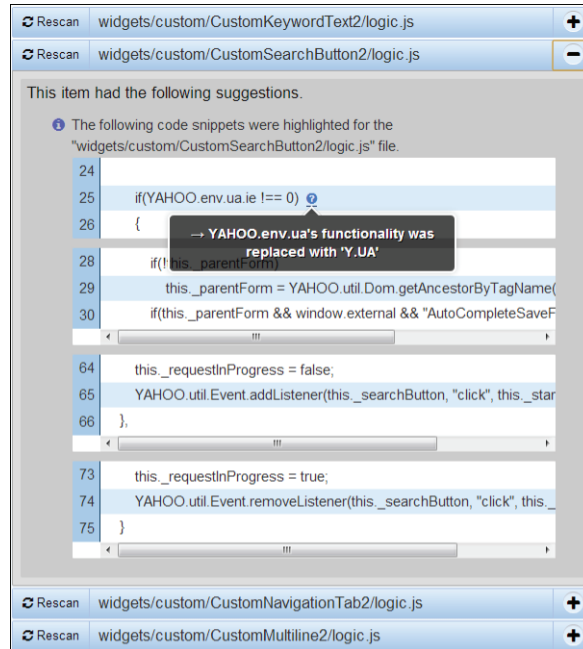 Rescan widgets/custom/CustomKeywordText2/logic.js
Rescan widgets/custom/CustomSearchButton2/logic.js
This item had the following suggestions.
The following code snippets were highlighted for the
"widgets/custom/CustomSearchButton2/logic.js" file.
24
25 if(YAHOO.env.ua.ie !== 0) ?
26 {
→ YAHOO.env.ua's functionality was
replaced with 'Y.UA'
28 if(!this._parentForm)
29 this._parentForm = YAHOO.util.Dom.getAncestorByTagName(
30 if(this._parentForm && window.external && "AutoCompleteSaveF
64 this._requestInProgress = false;
65 YAHOO.util.Event.addListener(this._searchButton, "click", this._star
66 },
73 this._requestInProgress = true;
74 YAHOO.util.Event.removeListener(this._searchButton, "click", this._
75 }
Rescan widgets/custom/CustomNavigationTab2/logic.js
Rescan widgets/custom/CustomMultiline2/logic.js